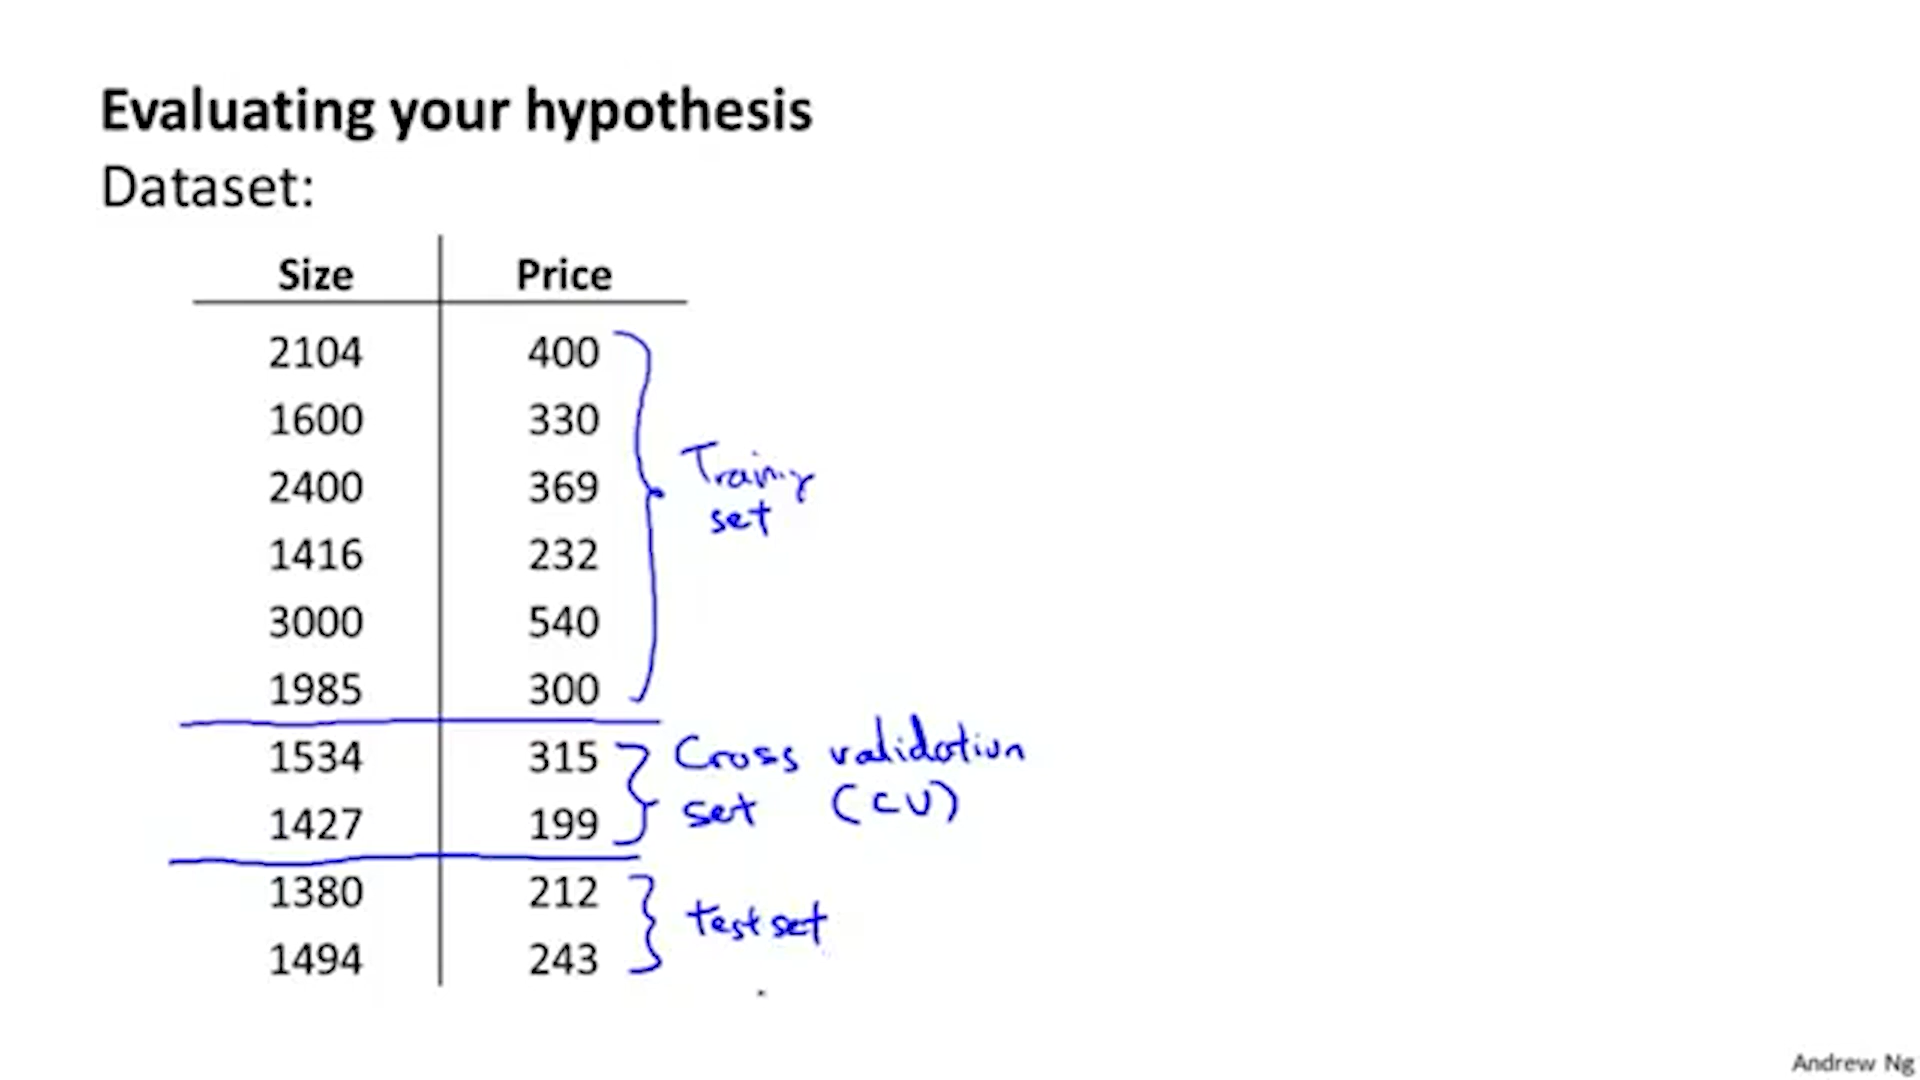 Evaluating your hypothesis
Dataset:
Size Price
2104 400
1600 330
2400 369
Training
set
1416 232
3000 540
1985 300
1534 315 Cross validation
1427 199 set (CV)
1380 212
test set
1494 243
Andrew Ng